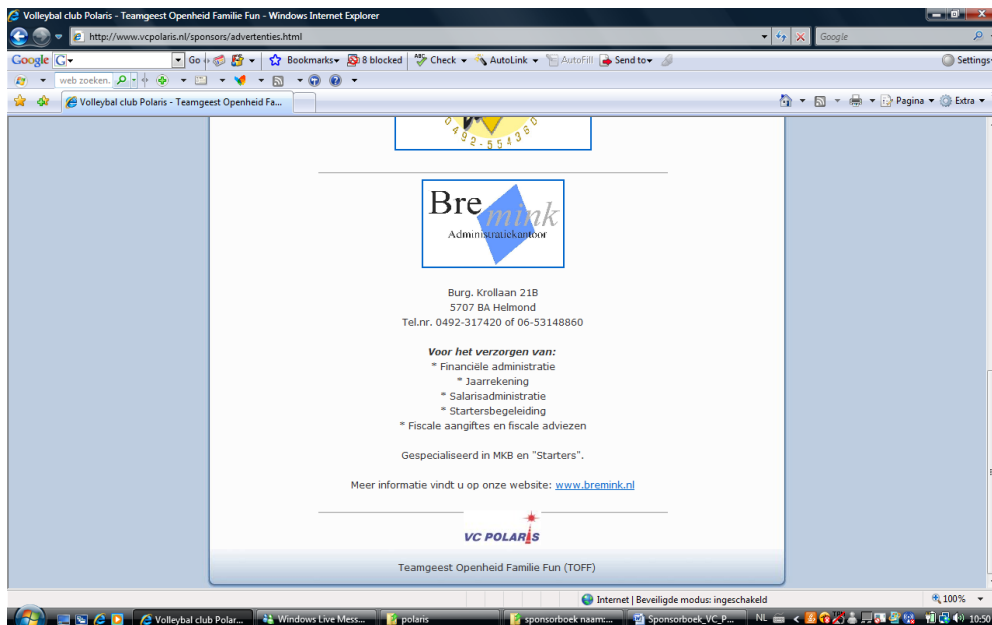 Volleybal club Polaris - Teamgeest Openheid Familie Fun - Windows Internet Explorer
http://www.vcpolaris.nl/sponsors/advertenties.html
Google
Google G Go Bookmarks 8 blocked Check AutoLink AutoFill Send to Settings
web zoeken.
Volleybal club Polaris - Teamgeest Openheid Fa...
Pagina Extra
0492-554360
Bre
mink
Administratiekantoor
Burg. Krollaan 21B
5707 BA Helmond
Tel.nr. 0492-317420 of 06-53148860
Voor het verzorgen van:
* Financiële administratie
* Jaarrekening
* Salarisadministratie
* Startersbegeleiding
* Fiscale aangiftes en fiscale adviezen
Gespecialiseerd in MKB en "Starters".
Meer informatie vindt u op onze website: www.bremink.nl
VC POLARIS
Teamgeest Openheid Familie Fun (TOFF)
Internet | Beveiligde modus: ingeschakeld
100%
Volleybal club Polar...
Windows Live Mess...
polaris
sponsorboek naam:...
Sponsorboek_VC_P...
NL
10:50